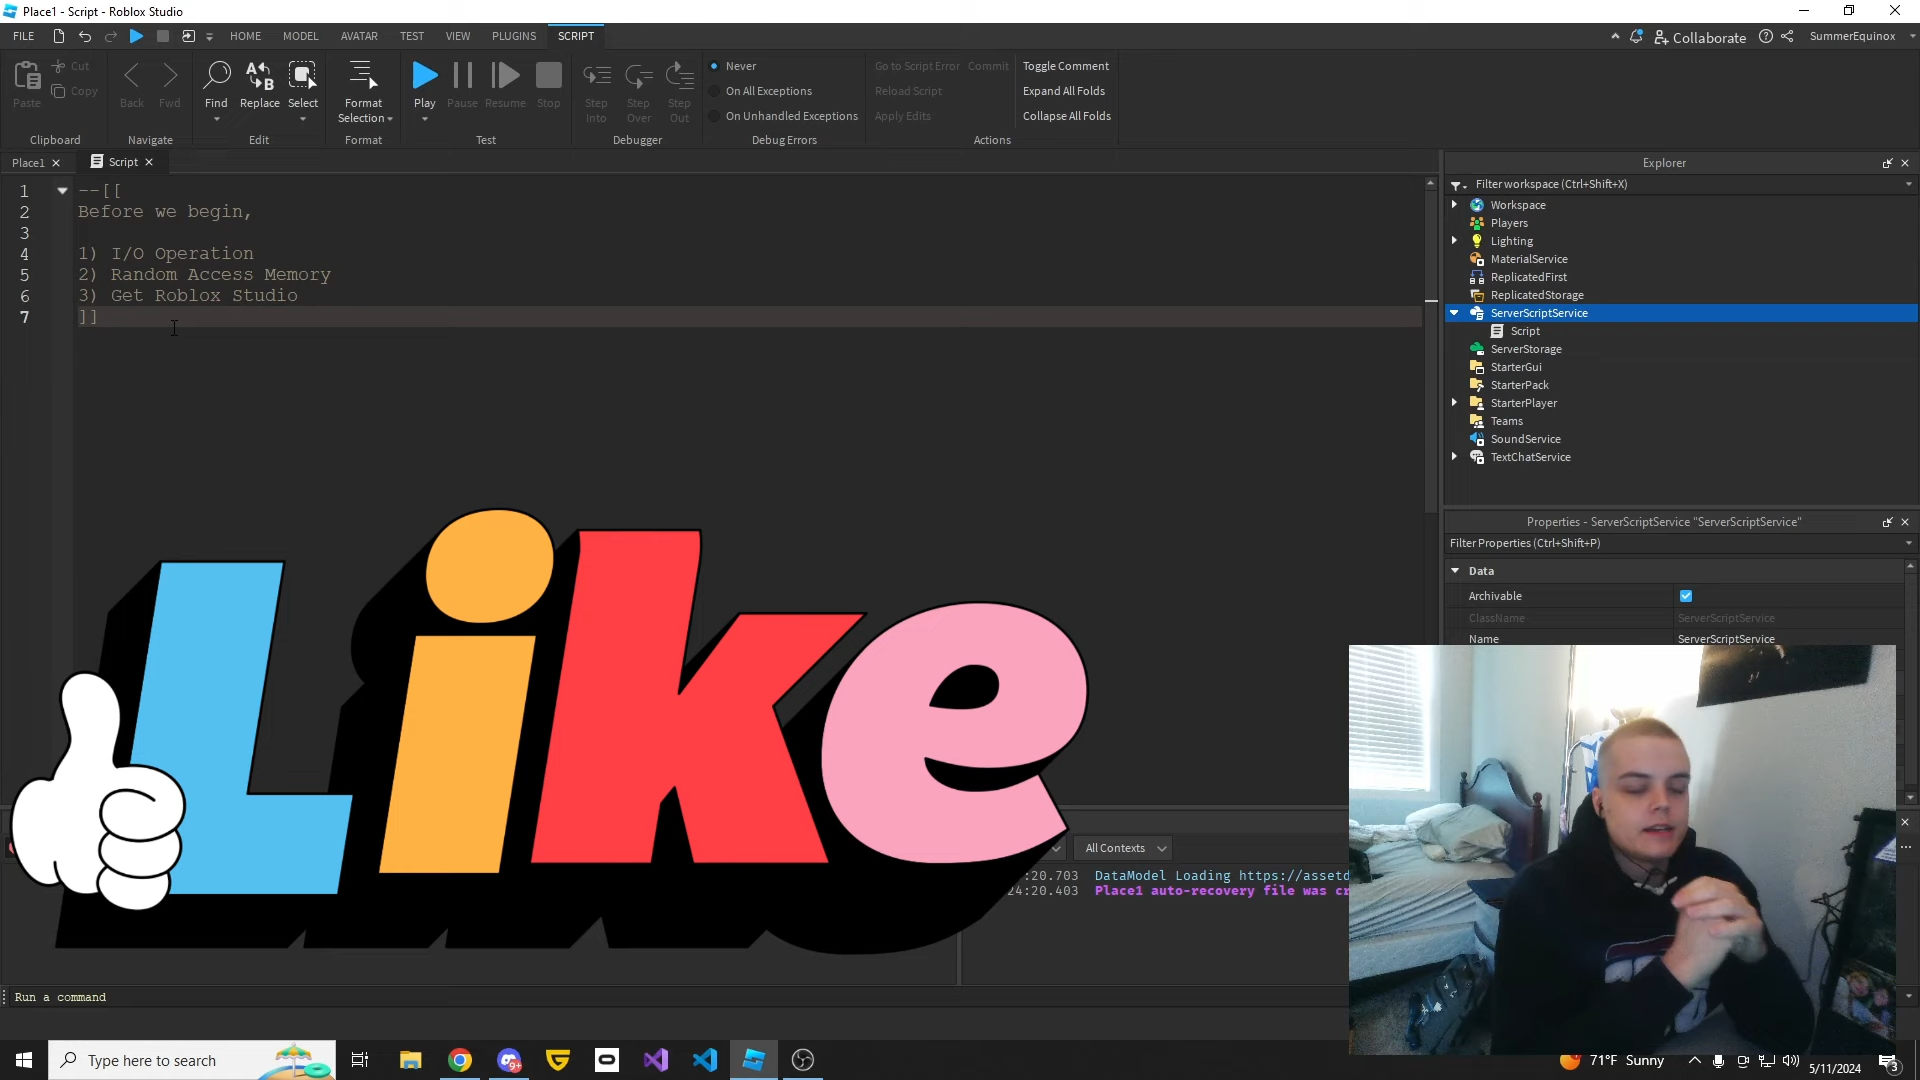 Place1 - Script - Roblox Studio
FILE
HOME
MODEL
AVATAR
TEST
VIEW
PLUGINS
SCRIPT
Collaborate
SummerEquinox
Paste
Cut
Copy
Clipboard
Back
Fwd
Navigate
Find
Replace
Select
Edit
Format
Selection
Format
Play
Pause
Resume
Stop
Test
Step
Into
Step
Over
Step
Out
Debugger
Never
On All Exceptions
On Unhandled Exceptions
Debug Errors
Go to Script Error
Commit
Reload Script
Apply Edits
Toggle Comment
Expand All Folds
Collapse All Folds
Actions
Place1
Script
1 --[[
2 Before we begin,
3
4 1) I/O Operation
5 2) Random Access Memory
6 3) Get Roblox Studio
7 ]]
Like
Explorer
Filter workspace (Ctrl+Shift+X)
Workspace
Players
Lighting
MaterialService
ReplicatedFirst
ReplicatedStorage
ServerScriptService
Script
ServerStorage
StarterGui
StarterPack
StarterPlayer
Teams
SoundService
TextChatService
Properties - ServerScriptService "ServerScriptService"
Filter Properties (Ctrl+Shift+P)
Data
Archivable
ClassName ServerScriptService
Name ServerScriptService
All Contexts
:20.703 DataModel Loading https://assetd
24:20.403 Place1 auto-recovery file was cr
Run a command
Type here to search
9+
71°F Sunny
5/11/2024
3